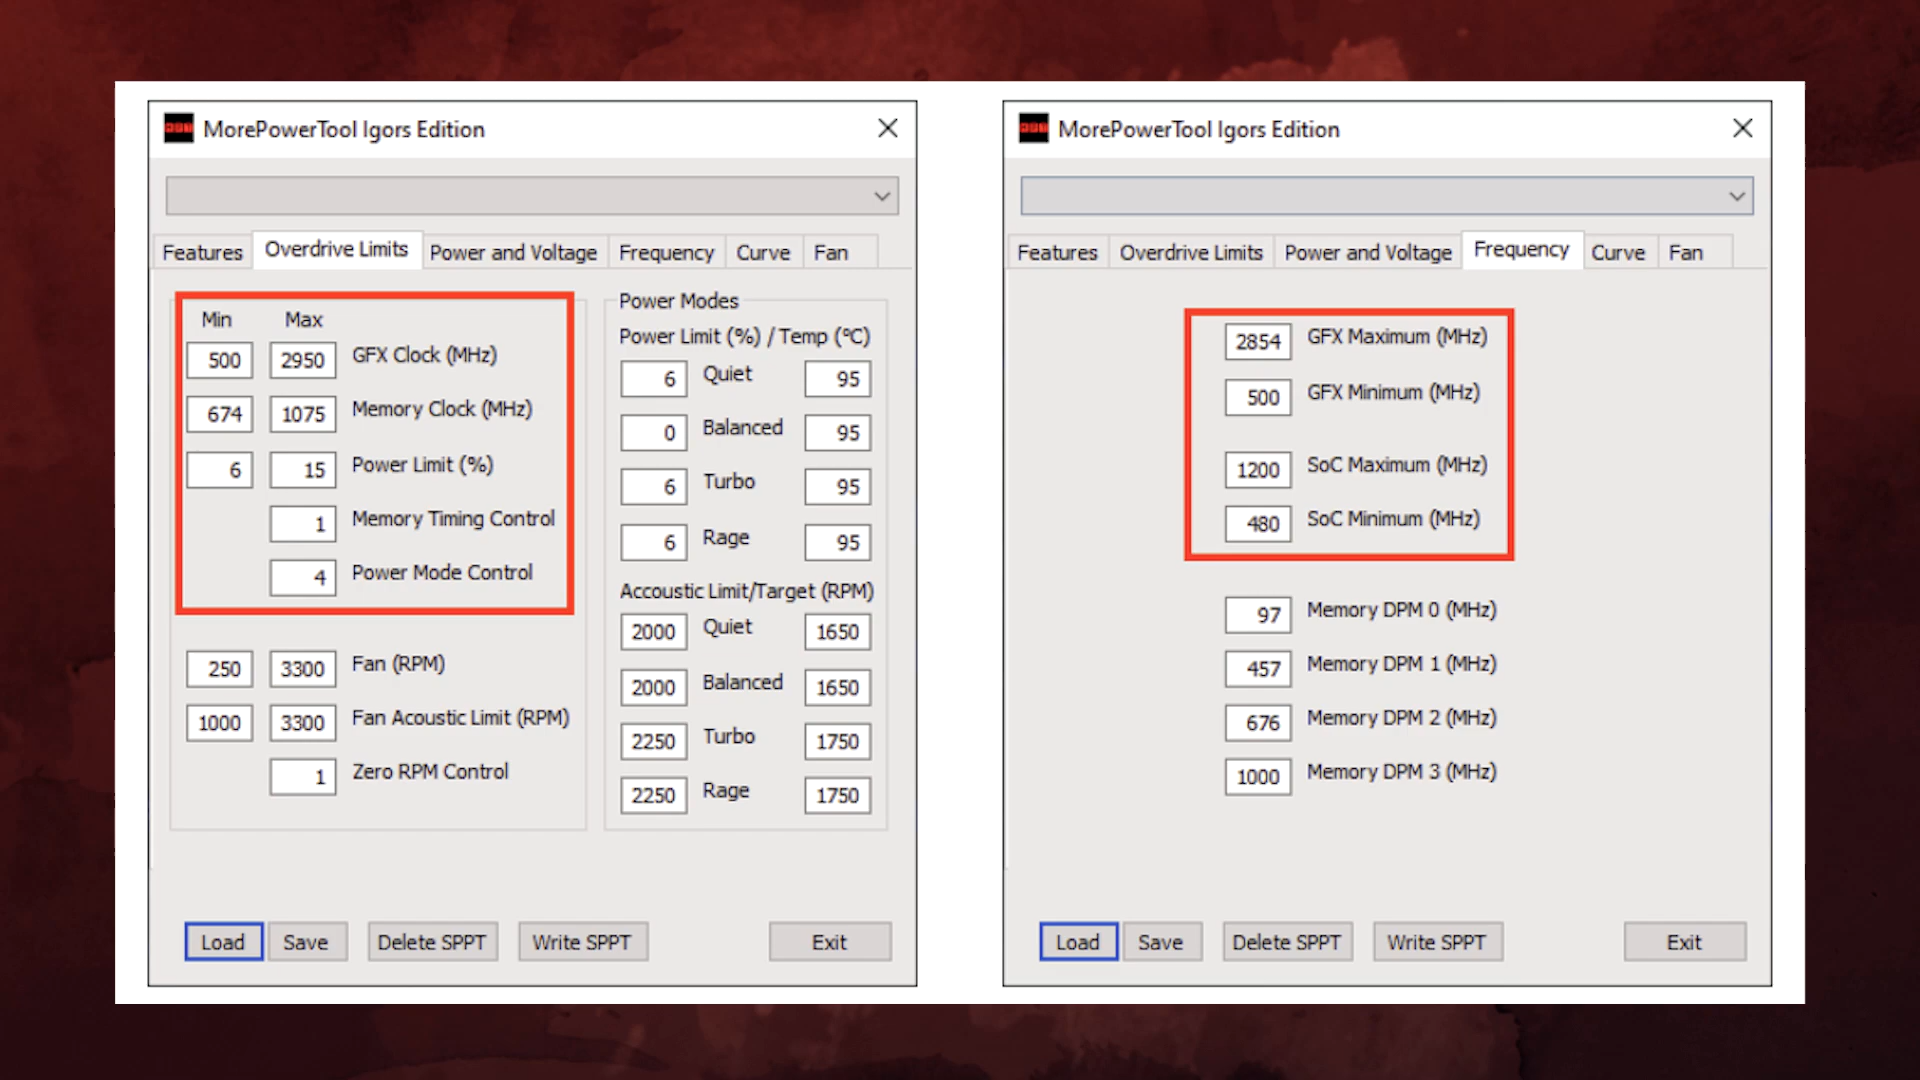 MorePowerTool Igors Edition
Features Overdrive Limits Power and Voltage Frequency Curve Fan
Min Max
500 2950 GFX Clock (MHz)
674 1075 Memory Clock (MHz)
6 15 Power Limit (%)
1 Memory Timing Control
4 Power Mode Control
250 3300 Fan (RPM)
1000 3300 Fan Acoustic Limit (RPM)
1 Zero RPM Control
Power Modes
Power Limit (%) / Temp (°C)
6 Quiet 95
0 Balanced 95
6 Turbo 95
6 Rage 95
Accoustic Limit/Target (RPM)
2000 Quiet 1650
2000 Balanced 1650
2250 Turbo 1750
2250 Rage 1750
Load Save Delete SPPT Write SPPT Exit
MorePowerTool Igors Edition
Features Overdrive Limits Power and Voltage Frequency Curve Fan
2854 GFX Maximum (MHz)
500 GFX Minimum (MHz)
1200 SoC Maximum (MHz)
480 SoC Minimum (MHz)
97 Memory DPM 0 (MHz)
457 Memory DPM 1 (MHz)
676 Memory DPM 2 (MHz)
1000 Memory DPM 3 (MHz)
Load Save Delete SPPT Write SPPT Exit